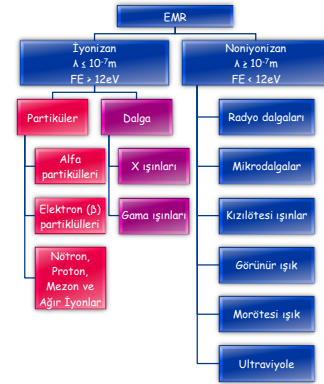 EMR
İyonizan
λ ≤ 10⁻⁷m
FE > 12eV
Noniyonizan
λ ≥ 10⁻⁷m
FE < 12eV
Partiküler
Dalga
Radyo dalgaları
Alfa
partikülleri
X ışınları
Mikrodalgalar
Elektron (β)
partiklülleri
Gama ışınları
Kızılötesi ışınlar
Nötron,
Proton,
Mezon ve
Ağır İyonlar
Görünür ışık
Morötesi ışık
Ultraviyole